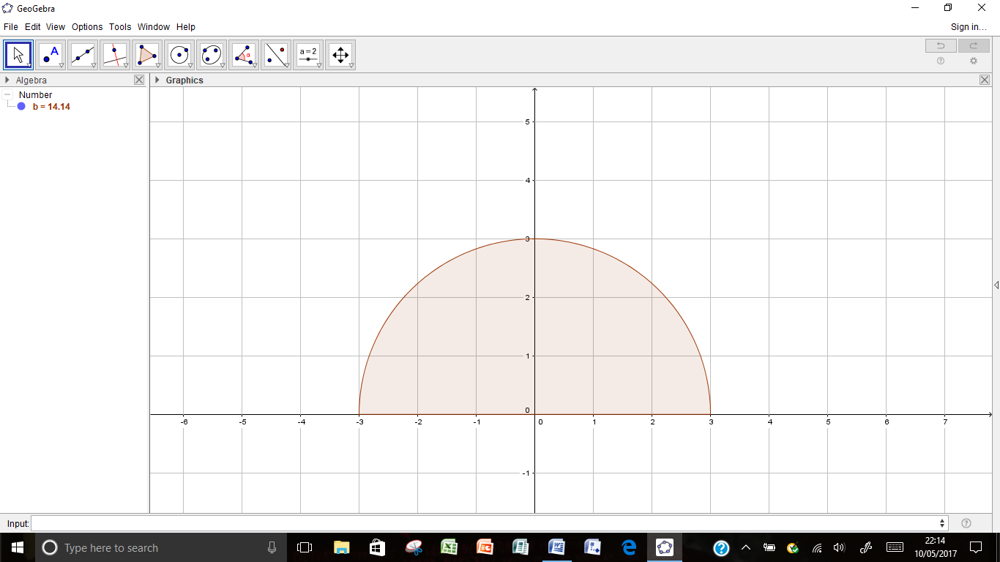 GeoGebra
File Edit View Options Tools Window Help Sign in...
A α a = 2
Algebra
Graphics
Number
b = 14.14
5
4
3
2
1
0
-6 -5 -4 -3 -2 -1 0 1 2 3 4 5 6 7
-1
Input:
Type here to search
22:14
10/05/2017